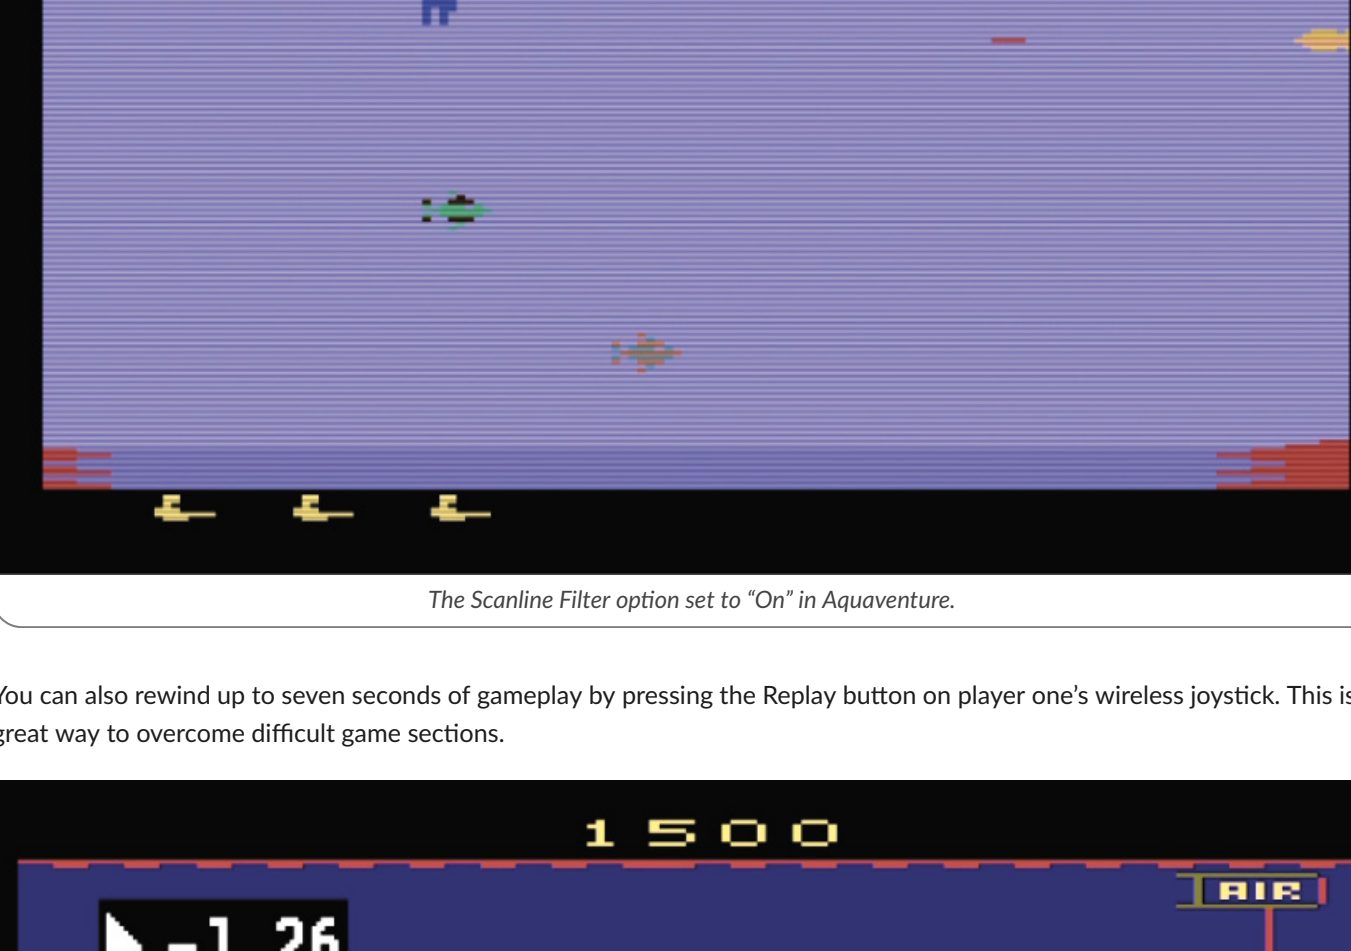 The Scanline Filter option set to “On” in Aquaventure.
You can also rewind up to seven seconds of gameplay by pressing the Replay button on player one’s wireless joystick. This is
great way to overcome difficult game sections.
1500
AIR
-1 26